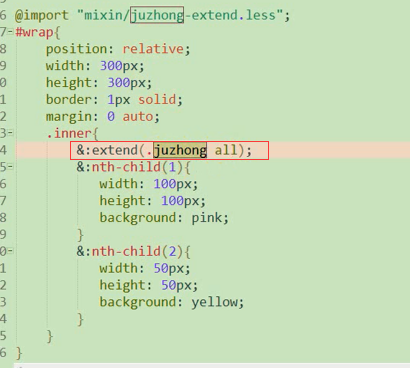 6 @import "mixin/juzhong-extend.less";
7 #wrap{
8 position: relative;
9 width: 300px;
0 height: 300px;
1 border: 1px solid;
2 margin: 0 auto;
3 .inner{
4 &:extend(.juzhong all);
5 &:nth-child(1){
6 width: 100px;
7 height: 100px;
8 background: pink;
9 }
0 &:nth-child(2){
1 width: 50px;
2 height: 50px;
3 background: yellow;
4 }
5 }
6 }